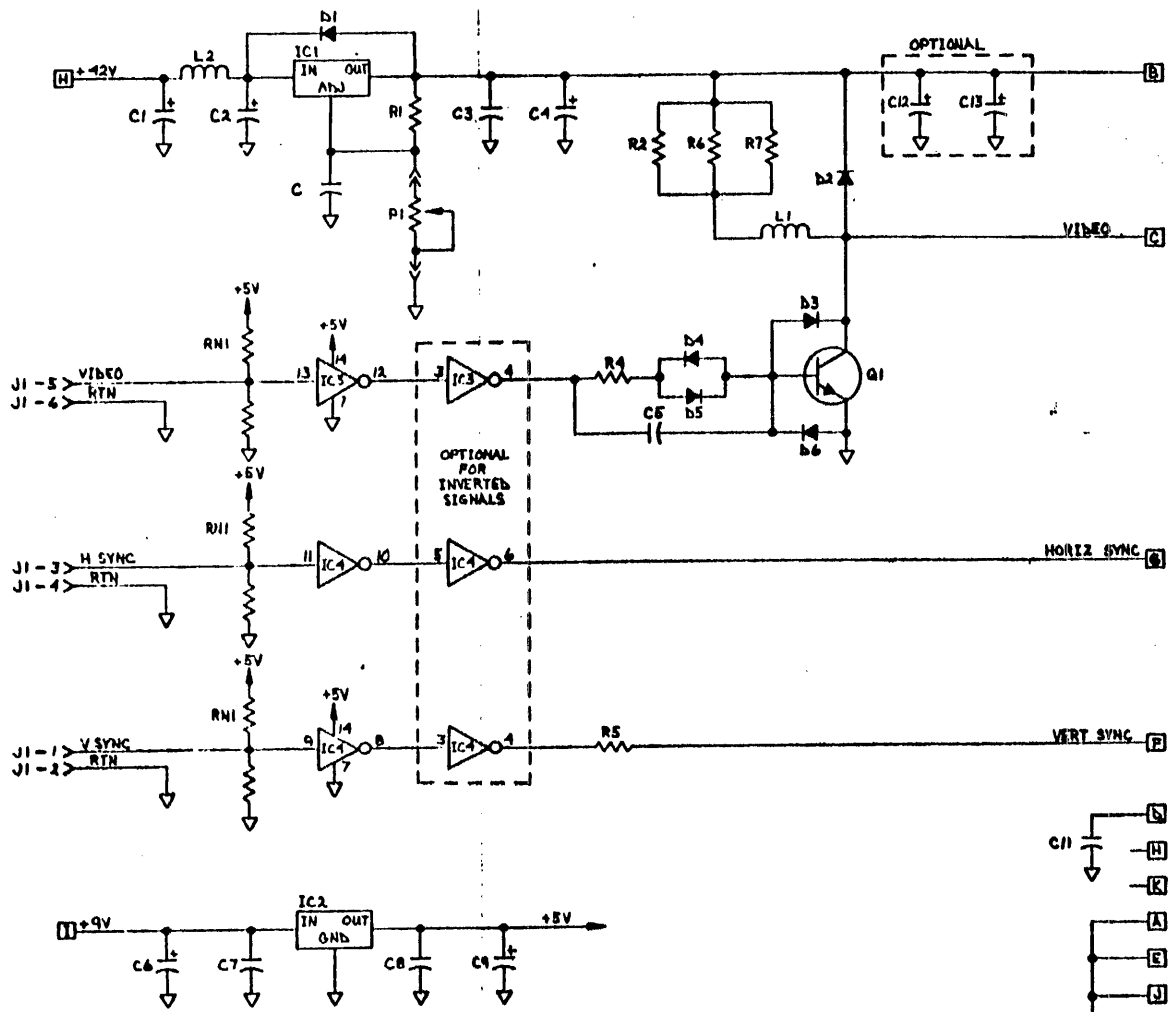 D1
OPTIONAL
H +42V
L2
IC1
IN OUT
ADJ
B
C1
C2
R1
C3
C4
C12
C13
R2
R6
R7
D2
C
P1
L1
VIDEO
C
+5V
RN1
+5V
D3
J1-5
VIDEO
13
14
IC3
12
7
3
IC3
4
R4
D4
D5
Q1
J1-6
RTN
C5
D6
OPTIONAL
FOR
INVERTED
SIGNALS
+5V
RN1
J1-3
H SYNC
11
IC4
10
5
IC4
6
HORIZ SYNC
G
J1-4
RTN
+5V
RN1
+5V
J1-1
V SYNC
9
14
IC4
8
7
3
IC4
4
R5
VERT SYNC
F
J1-2
RTN
D
C11
H
K
I +9V
IC2
IN OUT
GND
+5V
A
C6
C7
C8
C9
E
J